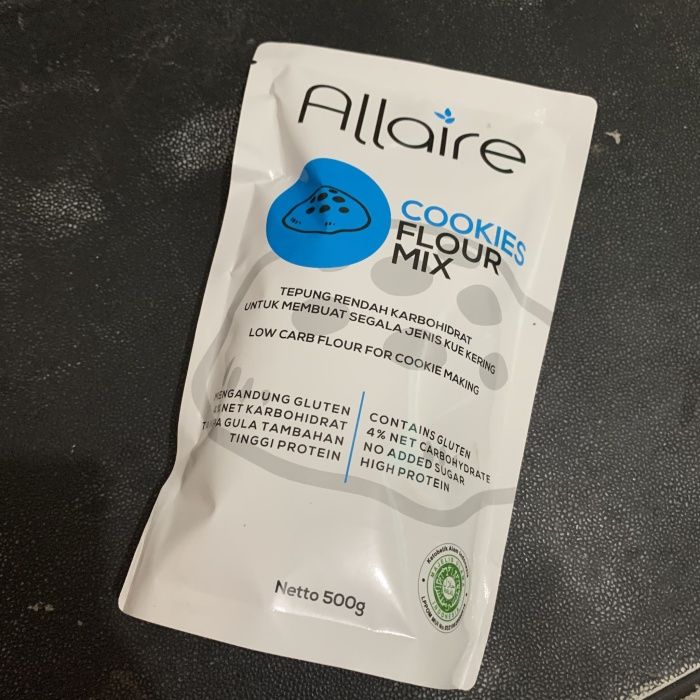 Allaire
COOKIES
FLOUR
MIX
TEPUNG RENDAH KARBOHIDRAT
UNTUK MEMBUAT SEGALA JENIS KUE KERING
LOW CARB FLOUR FOR COOKIE MAKING
MENGANDUNG GLUTEN
4% NET KARBOHIDRAT
GULA TAMBAHAN
TINGGI PROTEIN
CONTAINS GLUTEN
4% NET CARBOHYDRATE
NO ADDED SUGAR
HIGH PROTEIN
Netto 500g